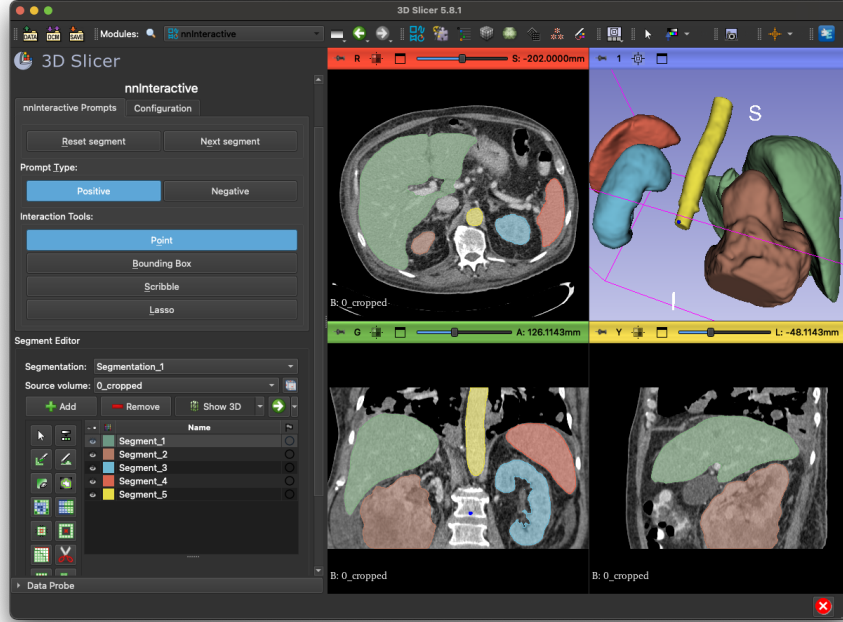 3D Slicer 5.8.1
DATA
DCM
SAVE
Modules:
nnInteractive
3D Slicer
nnInteractive
nnInteractive Prompts
Configuration
Reset segment
Next segment
Prompt Type:
Positive
Negative
Interaction Tools:
Point
Bounding Box
Scribble
Lasso
Segment Editor
Segmentation:
Segmentation_1
Source volume:
0_cropped
Add
Remove
Show 3D
Name
Segment_1
Segment_2
Segment_3
Segment_4
Segment_5
Data Probe
R
S: -202.0000mm
B: 0_cropped
1
S
I
G
A: 126.1143mm
B: 0_cropped
Y
L: -48.1143mm
B: 0_cropped